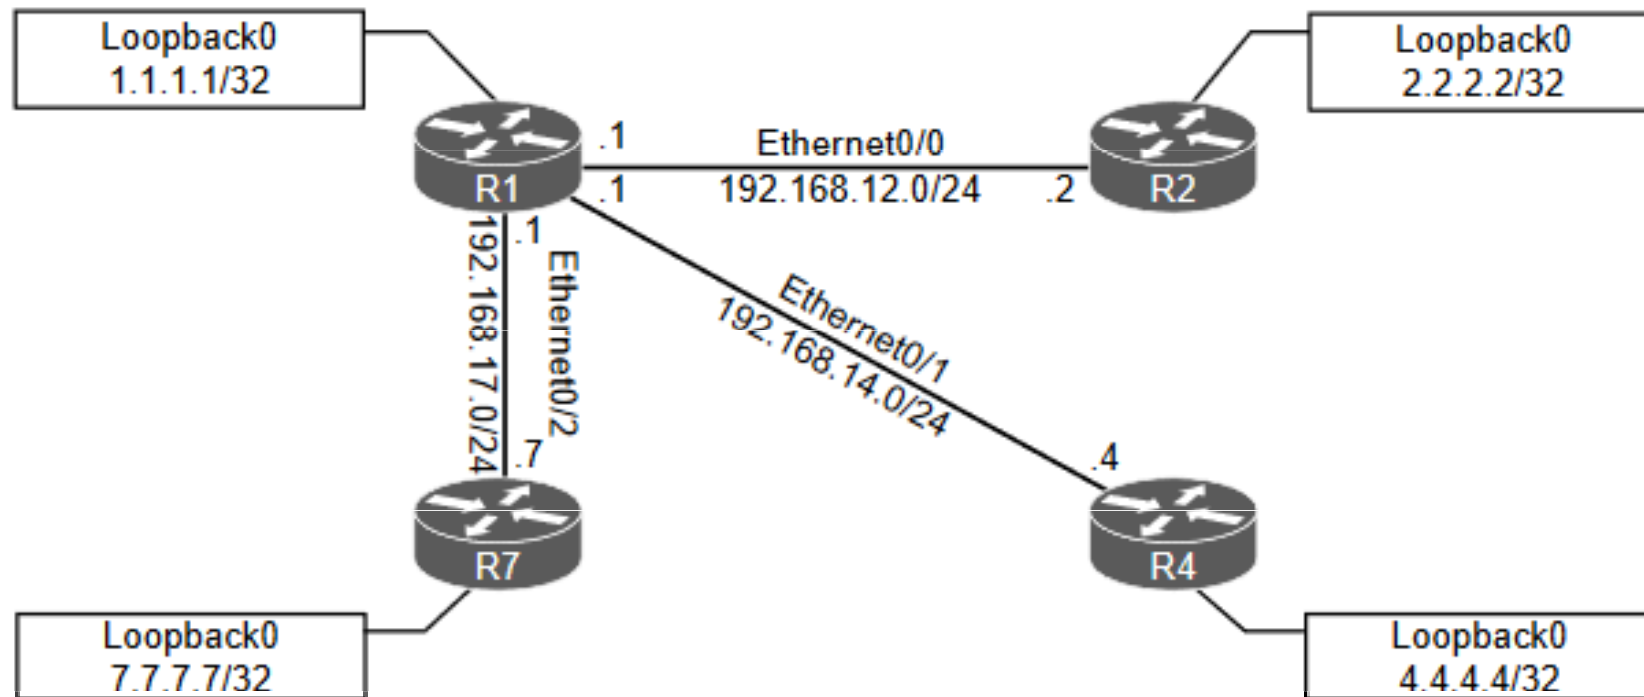 Loopback0
1.1.1.1/32
Loopback0
2.2.2.2/32
.1
Ethernet0/0
R1
.1
192.168.12.0/24
.2
R2
.1
192.168.17.0/24
Ethernet0/2
Ethernet0/1
192.168.14.0/24
.7
.4
R7
R4
Loopback0
7.7.7.7/32
Loopback0
4.4.4.4/32